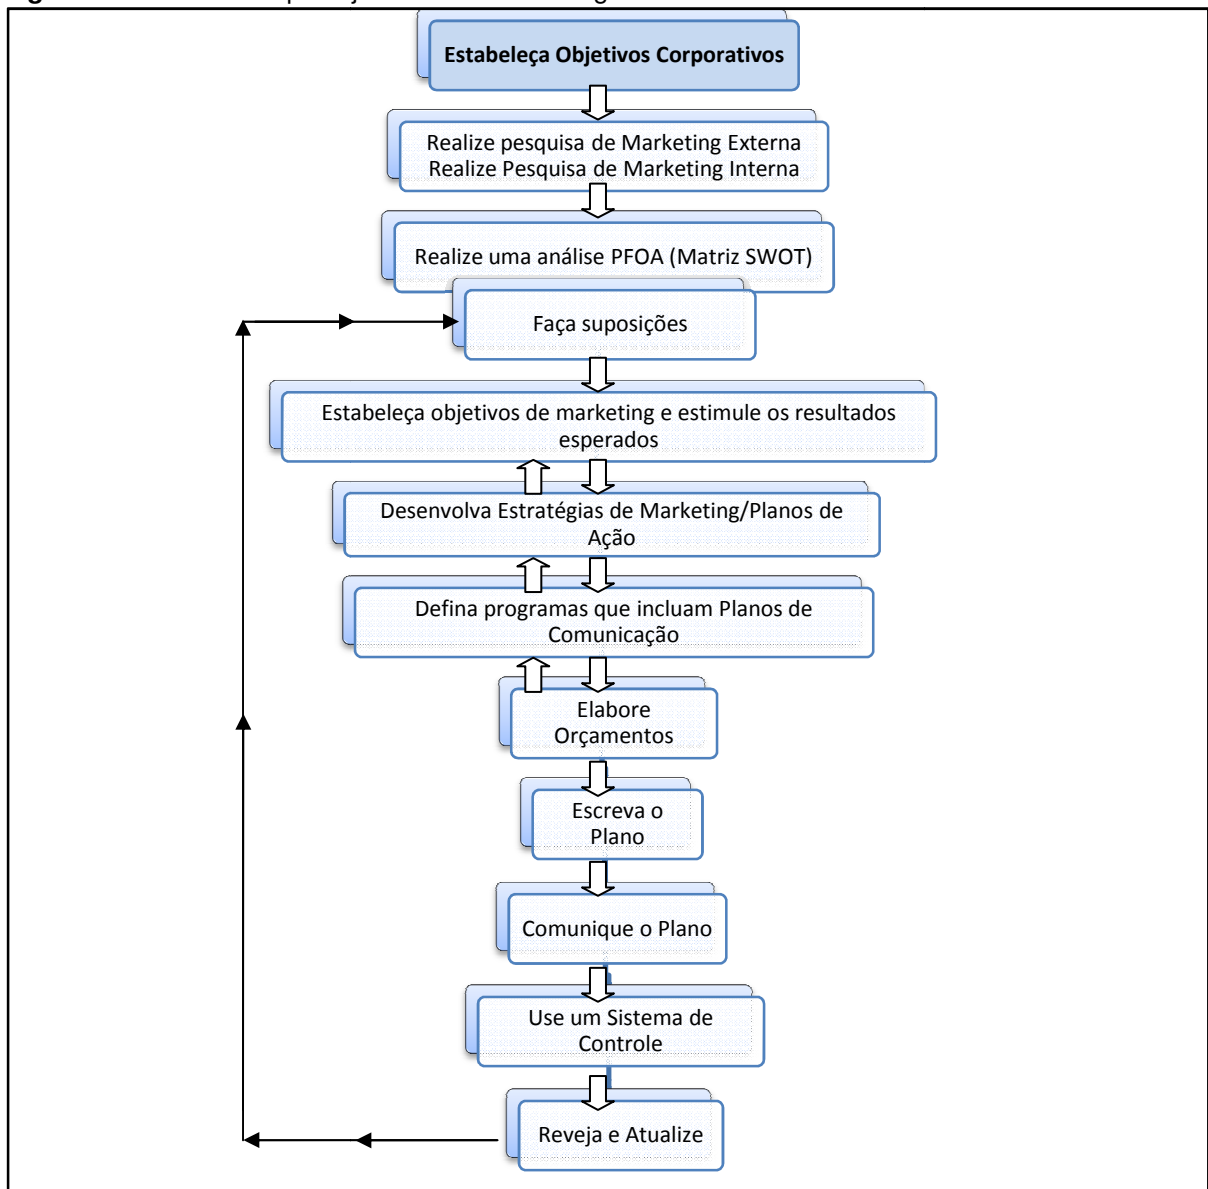 Estabeleça Objetivos Corporativos
Realize pesquisa de Marketing Externa
Realize Pesquisa de Marketing Interna
Realize uma análise PFOA (Matriz SWOT)
Faça suposições
Estabeleça objetivos de marketing e estimule os resultados
esperados
Desenvolva Estratégias de Marketing/Planos de
Ação
Defina programas que incluam Planos de
Comunicação
Elabore
Orçamentos
Escreva o
Plano
Comunique o Plano
Use um Sistema de
Controle
Reveja e Atualize